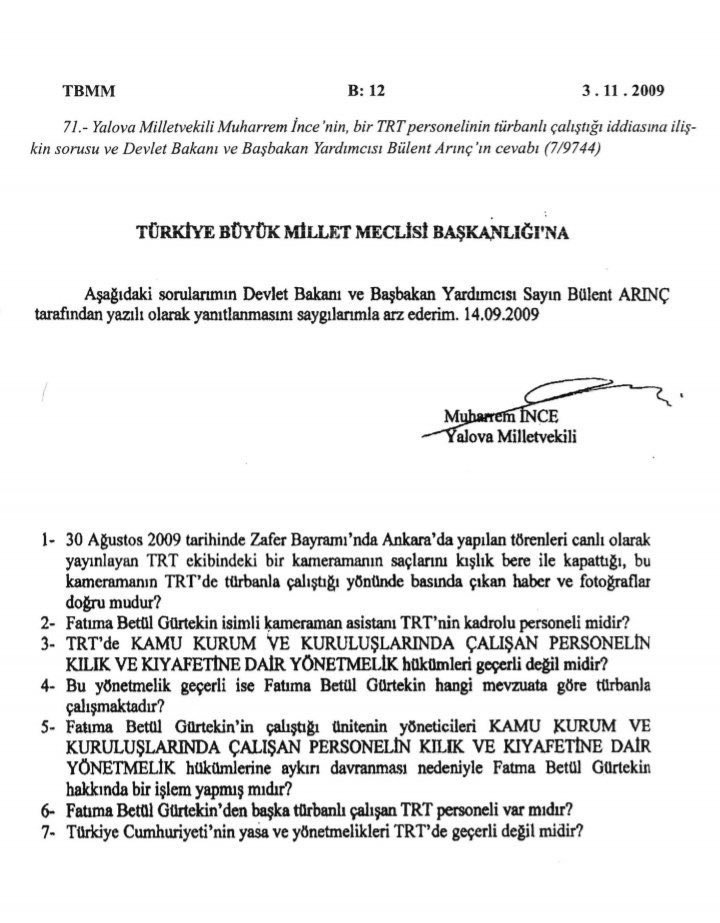 TBMM B: 12 3 . 11 . 2009
71.- Yalova Milletvekili Muharrem İnce'nin, bir TRT personelinin türbanlı çalıştığı iddiasına iliş-
kin sorusu ve Devlet Bakanı ve Başbakan Yardımcısı Bülent Arınç'ın cevabı (7/9744)
TÜRKİYE BÜYÜK MİLLET MECLİSİ BAŞKANLIĞI'NA
Aşağıdaki sorularımın Devlet Bakanı ve Başbakan Yardımcısı Sayın Bülent ARINÇ
tarafından yazılı olarak yanıtlanmasını saygılarımla arz ederim. 14.09.2009
Muharrem İNCE
Yalova Milletvekili
1- 30 Ağustos 2009 tarihinde Zafer Bayramı'nda Ankara'da yapılan törenleri canlı olarak
yayınlayan TRT ekibindeki bir kameramanın saçlarını kışlık bere ile kapattığı, bu
kameramanın TRT'de türbanla çalıştığı yönünde basında çıkan haber ve fotoğraflar
doğru mudur?
2- Fatıma Betül Gürtekin isimli kameraman asistanı TRT'nin kadrolu personeli midir?
3- TRT'de KAMU KURUM VE KURULUŞLARINDA ÇALIŞAN PERSONELİN
KILIK VE KIYAFETİNE DAİR YÖNETMELİK hükümleri geçerli değil midir?
4- Bu yönetmelik geçerli ise Fatıma Betül Gürtekin hangi mevzuata göre türbanla
çalışmaktadır?
5- Fatıma Betül Gürtekin'in çalıştığı ünitenin yöneticileri KAMU KURUM VE
KURULUŞLARINDA ÇALIŞAN PERSONELİN KILIK VE KIYAFETİNE DAİR
YÖNETMELİK hükümlerine aykırı davranması nedeniyle Fatma Betül Gürtekin
hakkında bir işlem yapmış mıdır?
6- Fatıma Betül Gürtekin'den başka türbanlı çalışan TRT personeli var mıdır?
7- Türkiye Cumhuriyeti'nin yasa ve yönetmelikleri TRT'de geçerli değil midir?